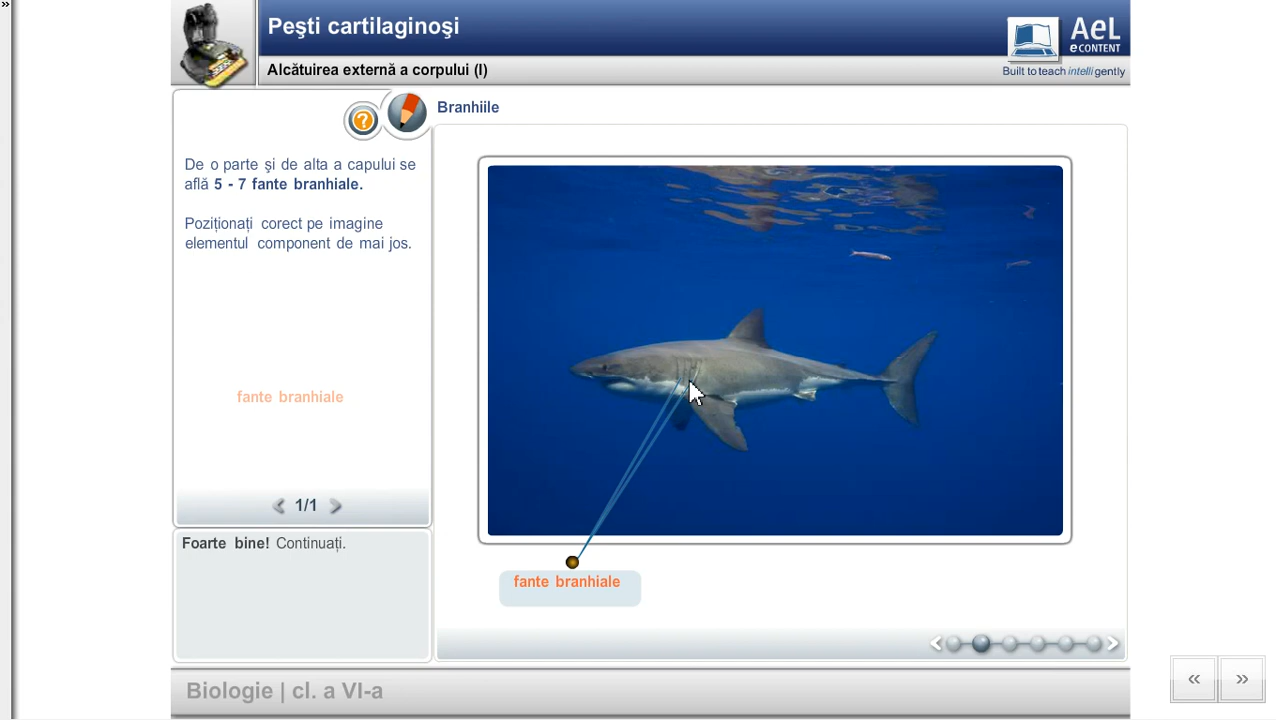 »
Peşti cartilaginoşi
Alcătuirea externă a corpului (I)
AeL
eCONTENT
Built to teach intelligently
Branhiile
De o parte şi de alta a capului se
află 5 - 7 fante branhiale.
Poziţionaţi corect pe imagine
elementul component de mai jos.
fante branhiale
1/1
Foarte bine! Continuaţi.
fante branhiale
Biologie | cl. a VI-a
« »